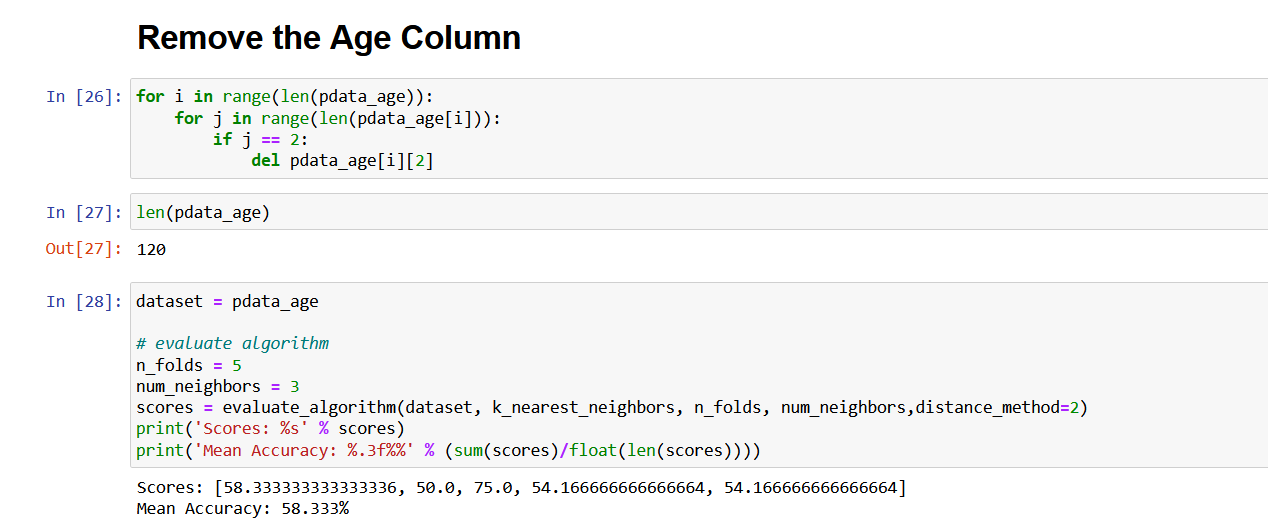 Remove the Age Column
In [26]: for i in range(len(pdata_age)):
    for j in range(len(pdata_age[i])):
        if j == 2:
            del pdata_age[i][2]
In [27]: len(pdata_age)
Out[27]: 120
In [28]: dataset = pdata_age
# evaluate algorithm
n_folds = 5
num_neighbors = 3
scores = evaluate_algorithm(dataset, k_nearest_neighbors, n_folds, num_neighbors,distance_method=2)
print('Scores: %s' % scores)
print('Mean Accuracy: %.3f%%' % (sum(scores)/float(len(scores))))
Scores: [58.333333333333336, 50.0, 75.0, 54.166666666666664, 54.166666666666664]
Mean Accuracy: 58.333%